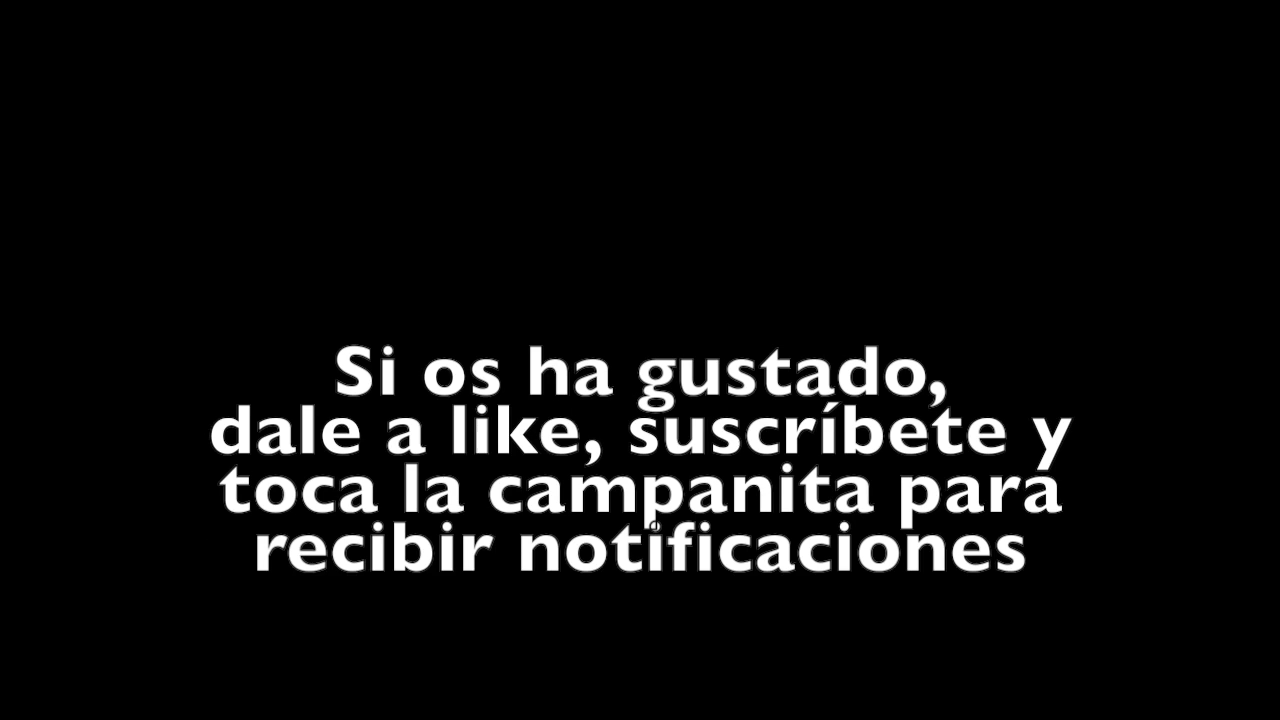 Si os ha gustado,
dale a like, suscríbete y
toca la campanita para
recibir notificaciones